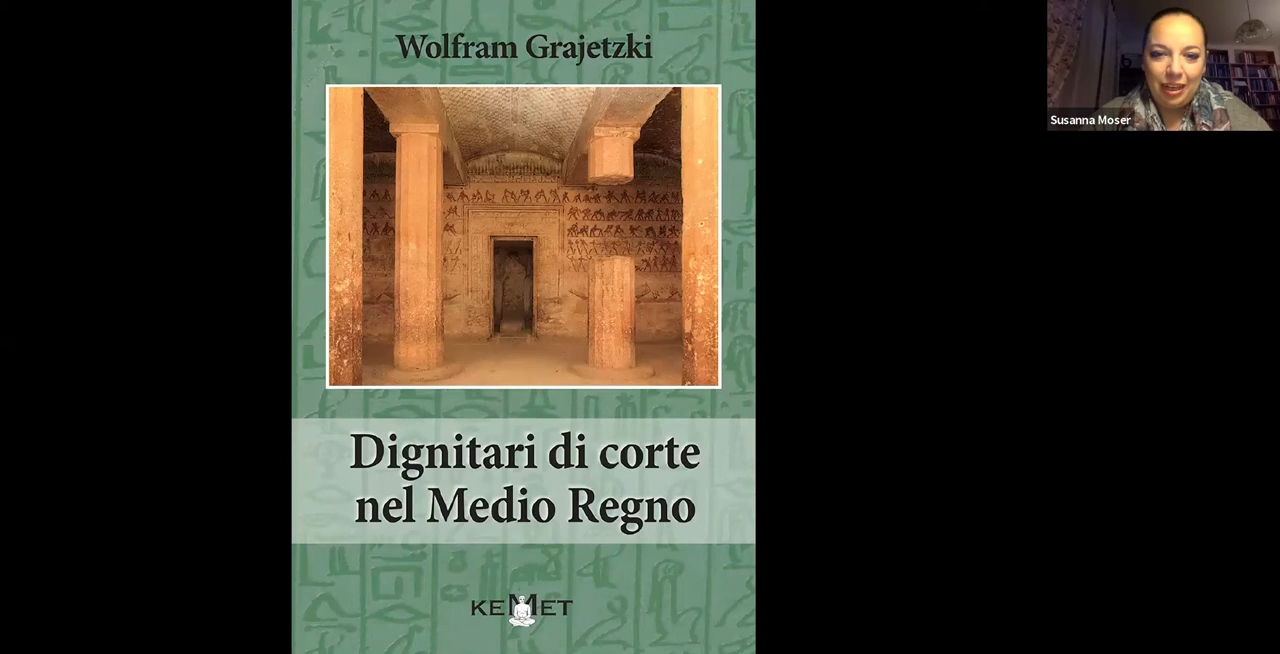 Wolfram Grajetzki
Dignitari di corte
nel Medio Regno
KEMET
Susanna Moser